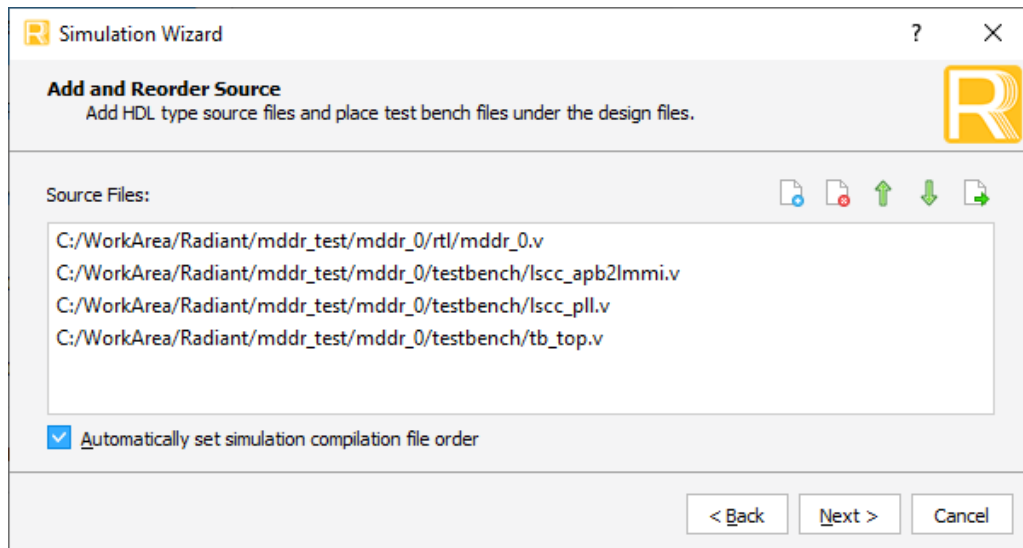 Simulation Wizard
?
Add and Reorder Source
Add HDL type source files and place test bench files under the design files.
Source Files:
C:/WorkArea/Radiant/mddr_test/mddr_0/rtl/mddr_0.v
C:/WorkArea/Radiant/mddr_test/mddr_0/testbench/lscc_apb2lmmi.v
C:/WorkArea/Radiant/mddr_test/mddr_0/testbench/lscc_pll.v
C:/WorkArea/Radiant/mddr_test/mddr_0/testbench/tb_top.v
Automatically set simulation compilation file order
< Back Next > Cancel